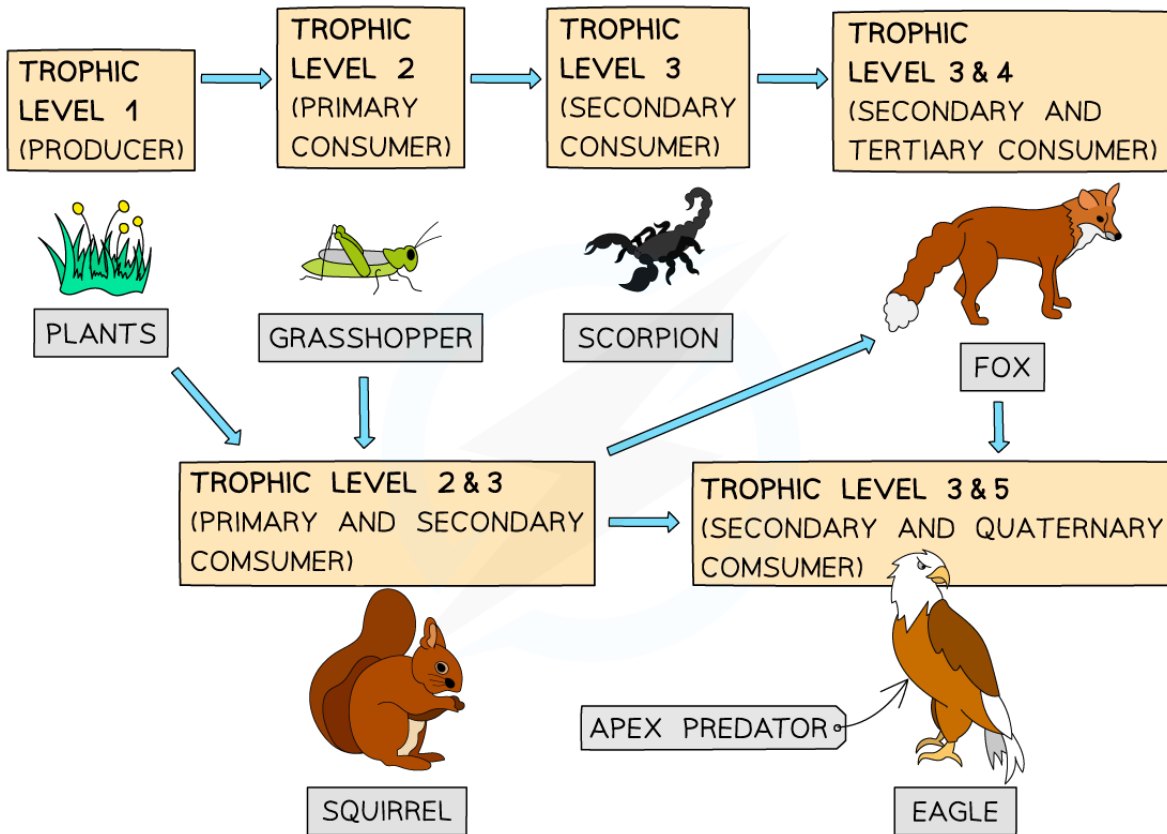 TROPHIC
LEVEL 1
(PRODUCER)
TROPHIC
LEVEL 2
(PRIMARY
CONSUMER)
TROPHIC
LEVEL 3
(SECONDARY
CONSUMER)
TROPHIC
LEVEL 3 & 4
(SECONDARY AND
TERTIARY CONSUMER)
PLANTS
GRASSHOPPER
SCORPION
FOX
TROPHIC LEVEL 2 & 3
(PRIMARY AND SECONDARY
COMSUMER)
TROPHIC LEVEL 3 & 5
(SECONDARY AND QUATERNARY
COMSUMER)
APEX PREDATOR
SQUIRREL
EAGLE